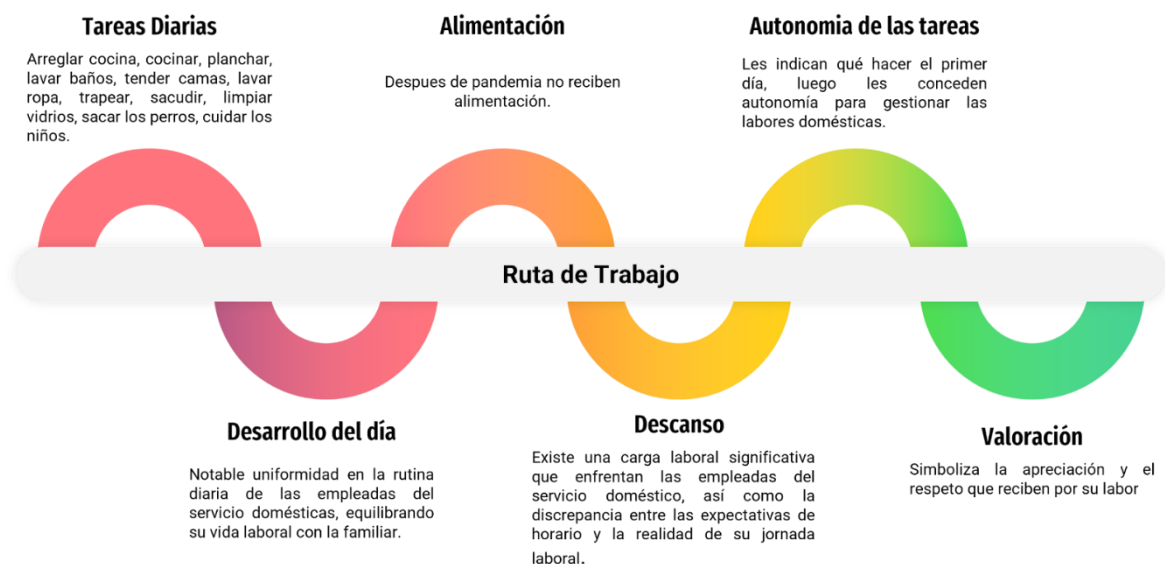 Tareas Diarias
Arreglar cocina, cocinar, planchar,
lavar baños, tender camas, lavar
ropa, trapear, sacudir, limpiar
vidrios, sacar los perros, cuidar los
niños.
Alimentación
Despues de pandemia no reciben
alimentación.
Autonomia de las tareas
Les indican qué hacer el primer
día, luego les conceden
autonomía para gestionar las
labores domésticas.
Ruta de Trabajo
Desarrollo del día
Notable uniformidad en la rutina
diaria de las empleadas del
servicio domésticas, equilibrando
su vida laboral con la familiar.
Descanso
Existe una carga laboral significativa
que enfrentan las empleadas del
servicio doméstico, así como la
discrepancia entre las expectativas de
horario y la realidad de su jornada
laboral.
Valoración
Simboliza la apreciación y el
respeto que reciben por su labor